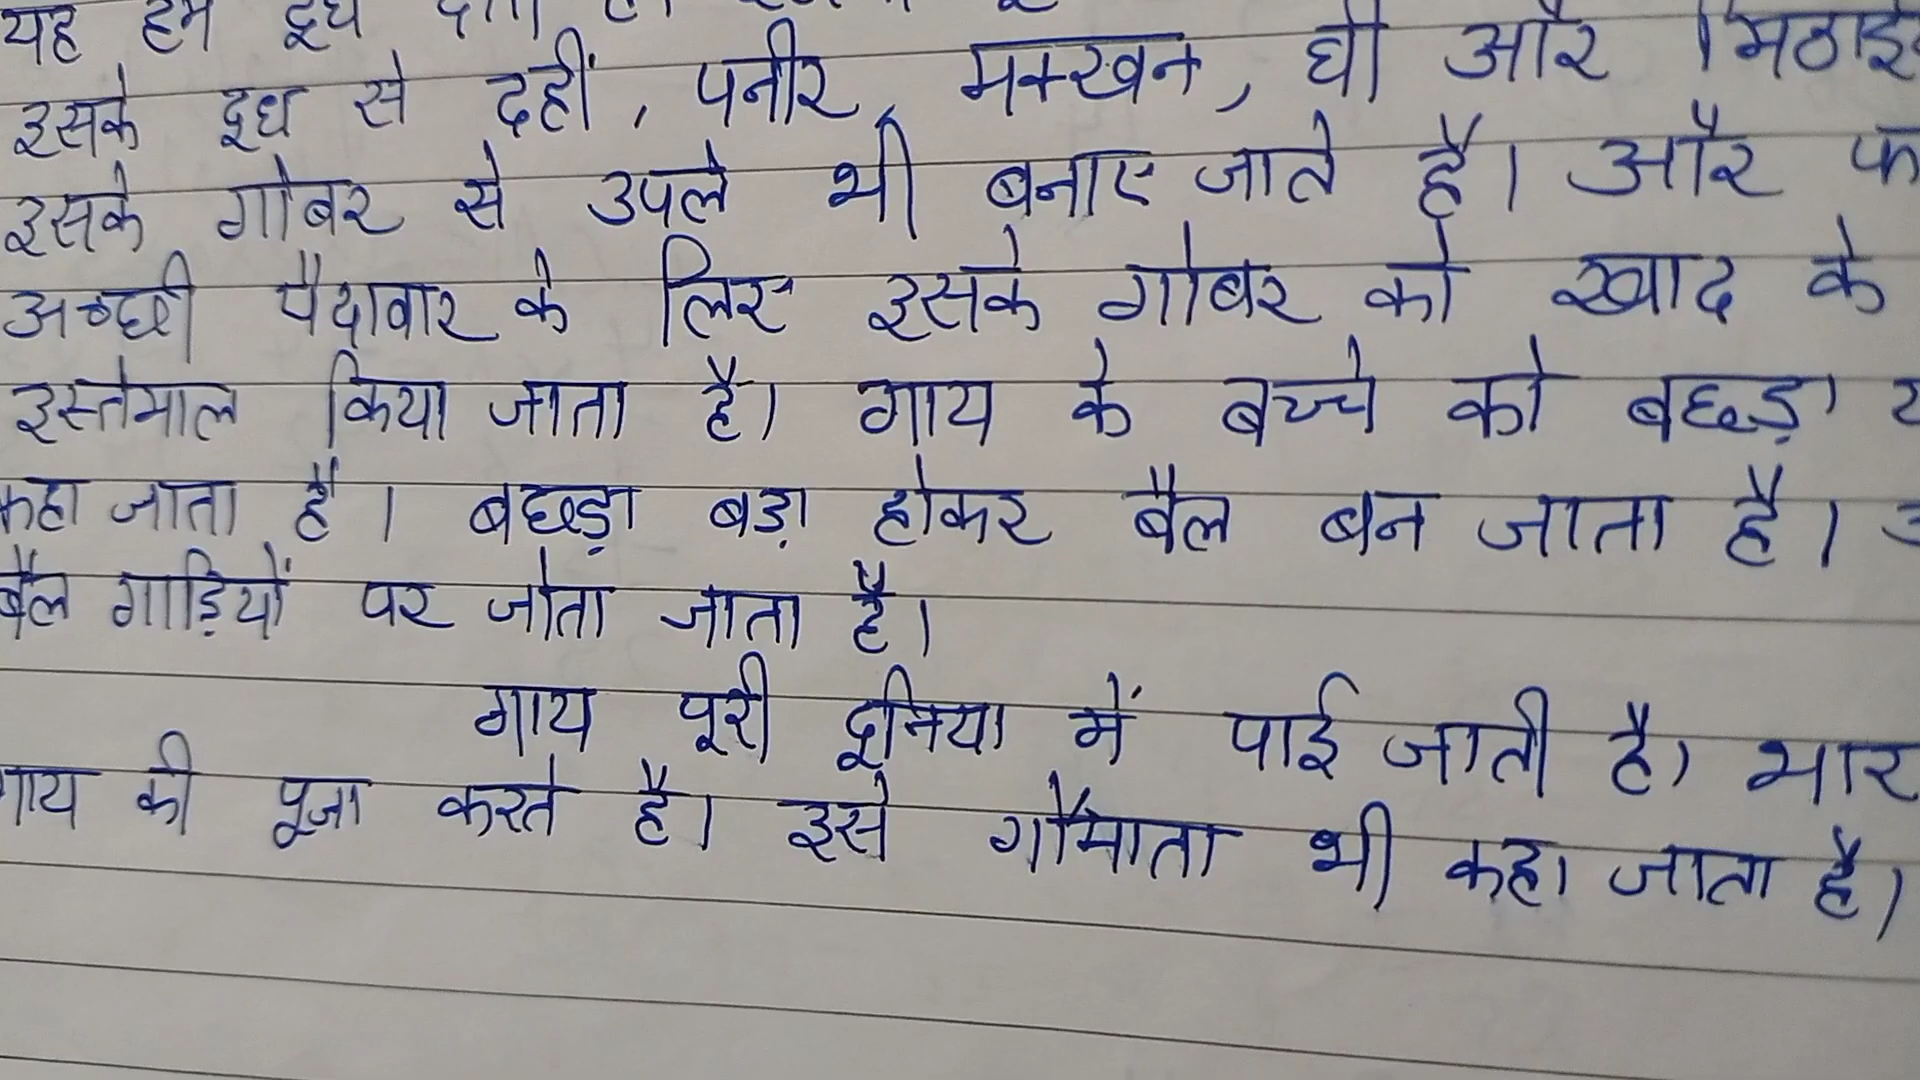 यह हमें दूध देती है।
इसके दूध से दहीं, पनीर, मक्खन, घी और
इसके गोबर से उपले भी बनाए जाते है। और
अच्छी पैदावार के लिए इसके गोबर को खाद के
इस्तेमाल किया जाता है। गाय के बच्चे को बछड़ा
कहा जाता है। बछड़ा बड़ा होकर बैल बन जाता है।
बैल गाड़ियों पर जोता जाता है।
गाय पूरी दूनिया में पाई जाती है।
गाय की पूजा करते है। इसे गौमाता भी कहा जाता है।